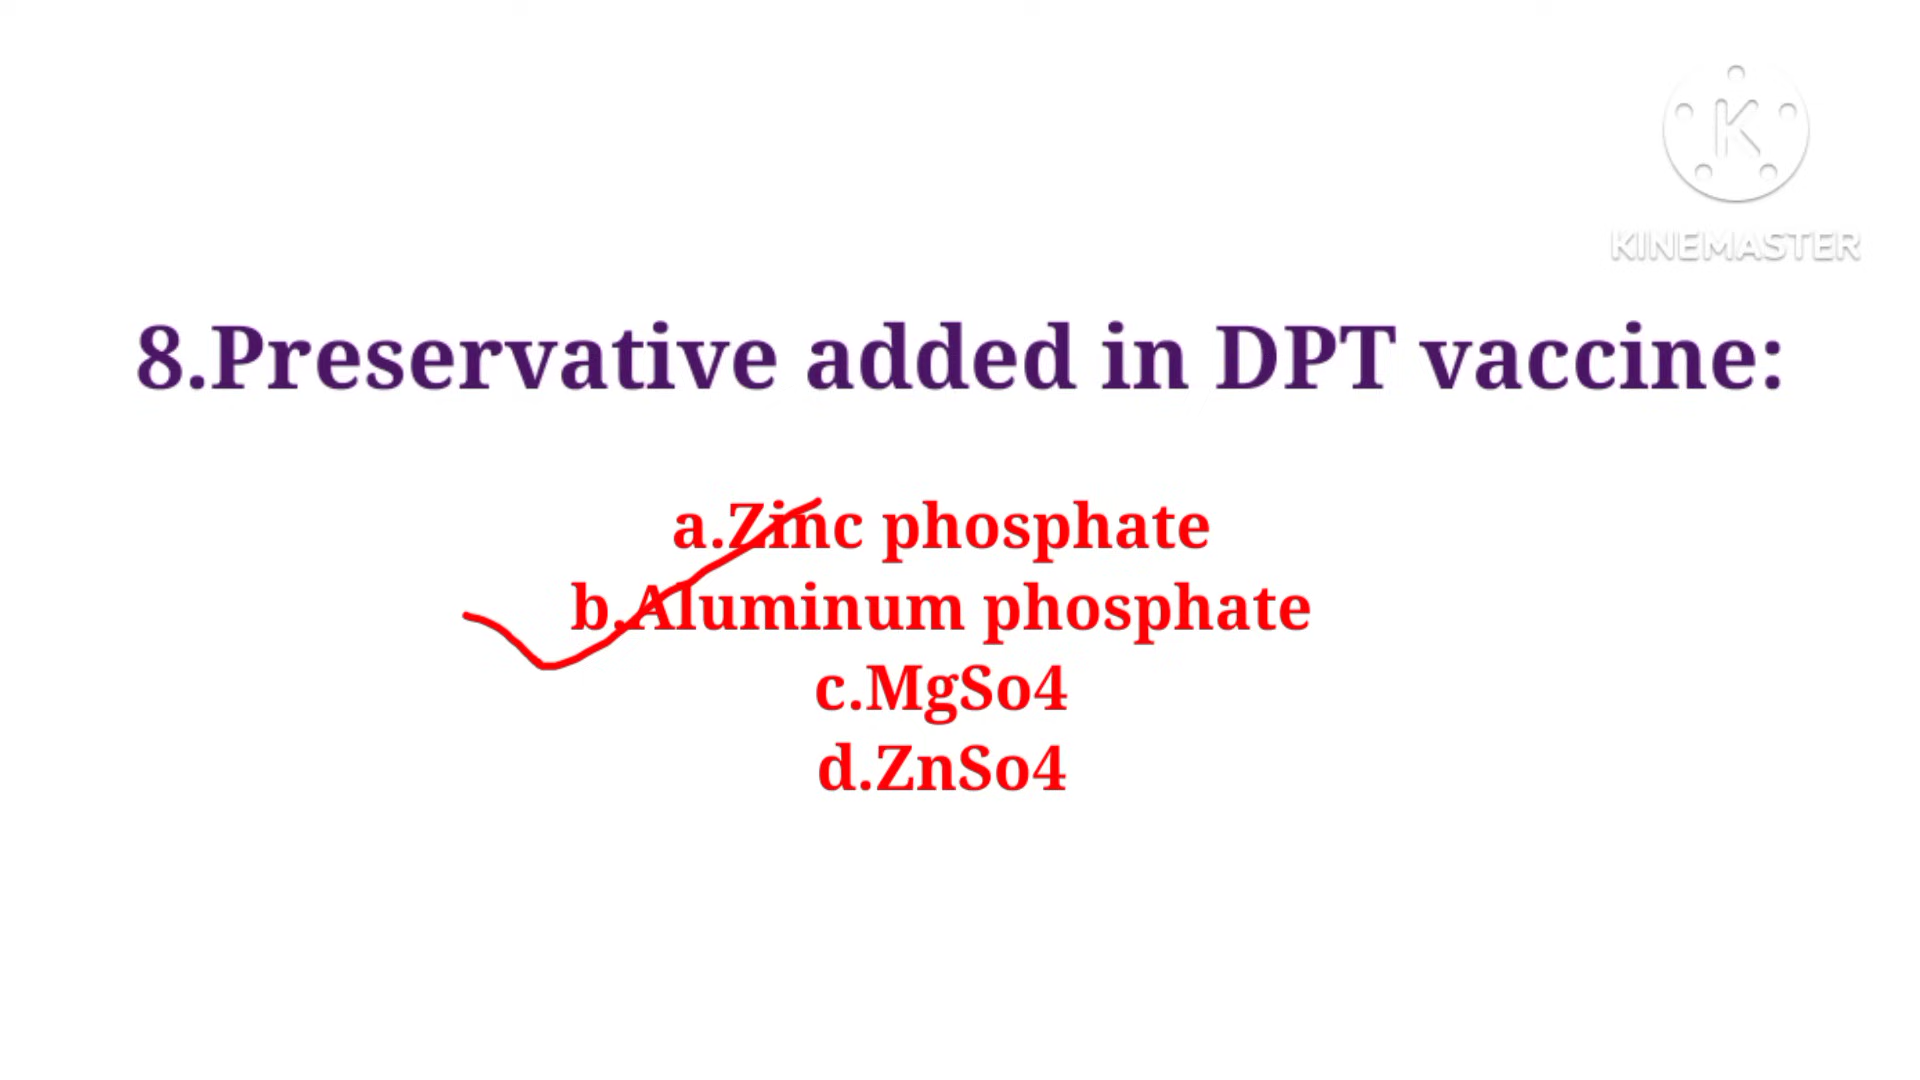 K
KINEMASTER
8.Preservative added in DPT vaccine:
a.Zinc phosphate
b.Aluminum phosphate
c.MgSo4
d.ZnSo4